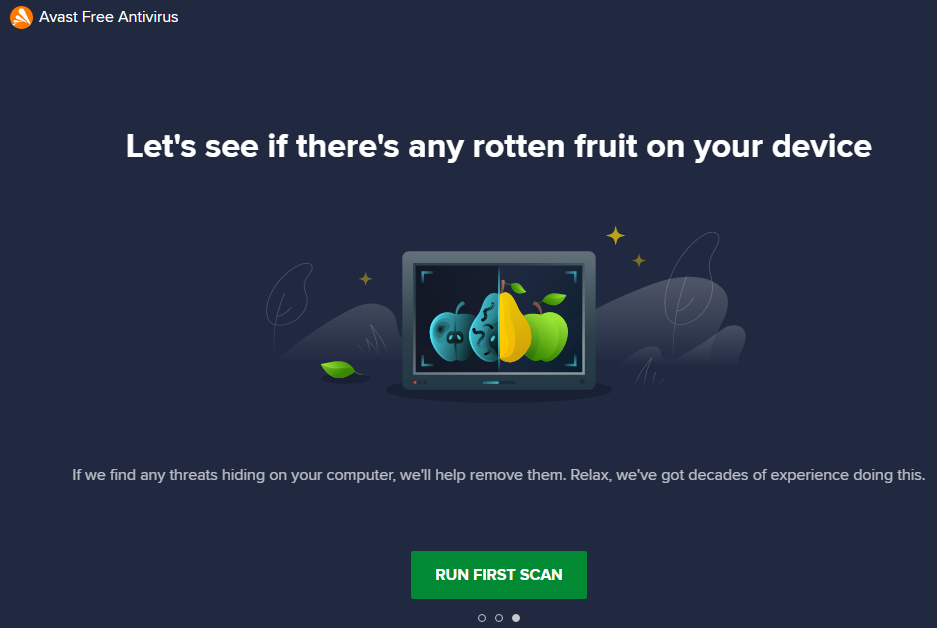 Avast Free Antivirus
Let's see if there's any rotten fruit on your device
If we find any threats hiding on your computer, we'll help remove them. Relax, we've got decades of experience doing this.
RUN FIRST SCAN